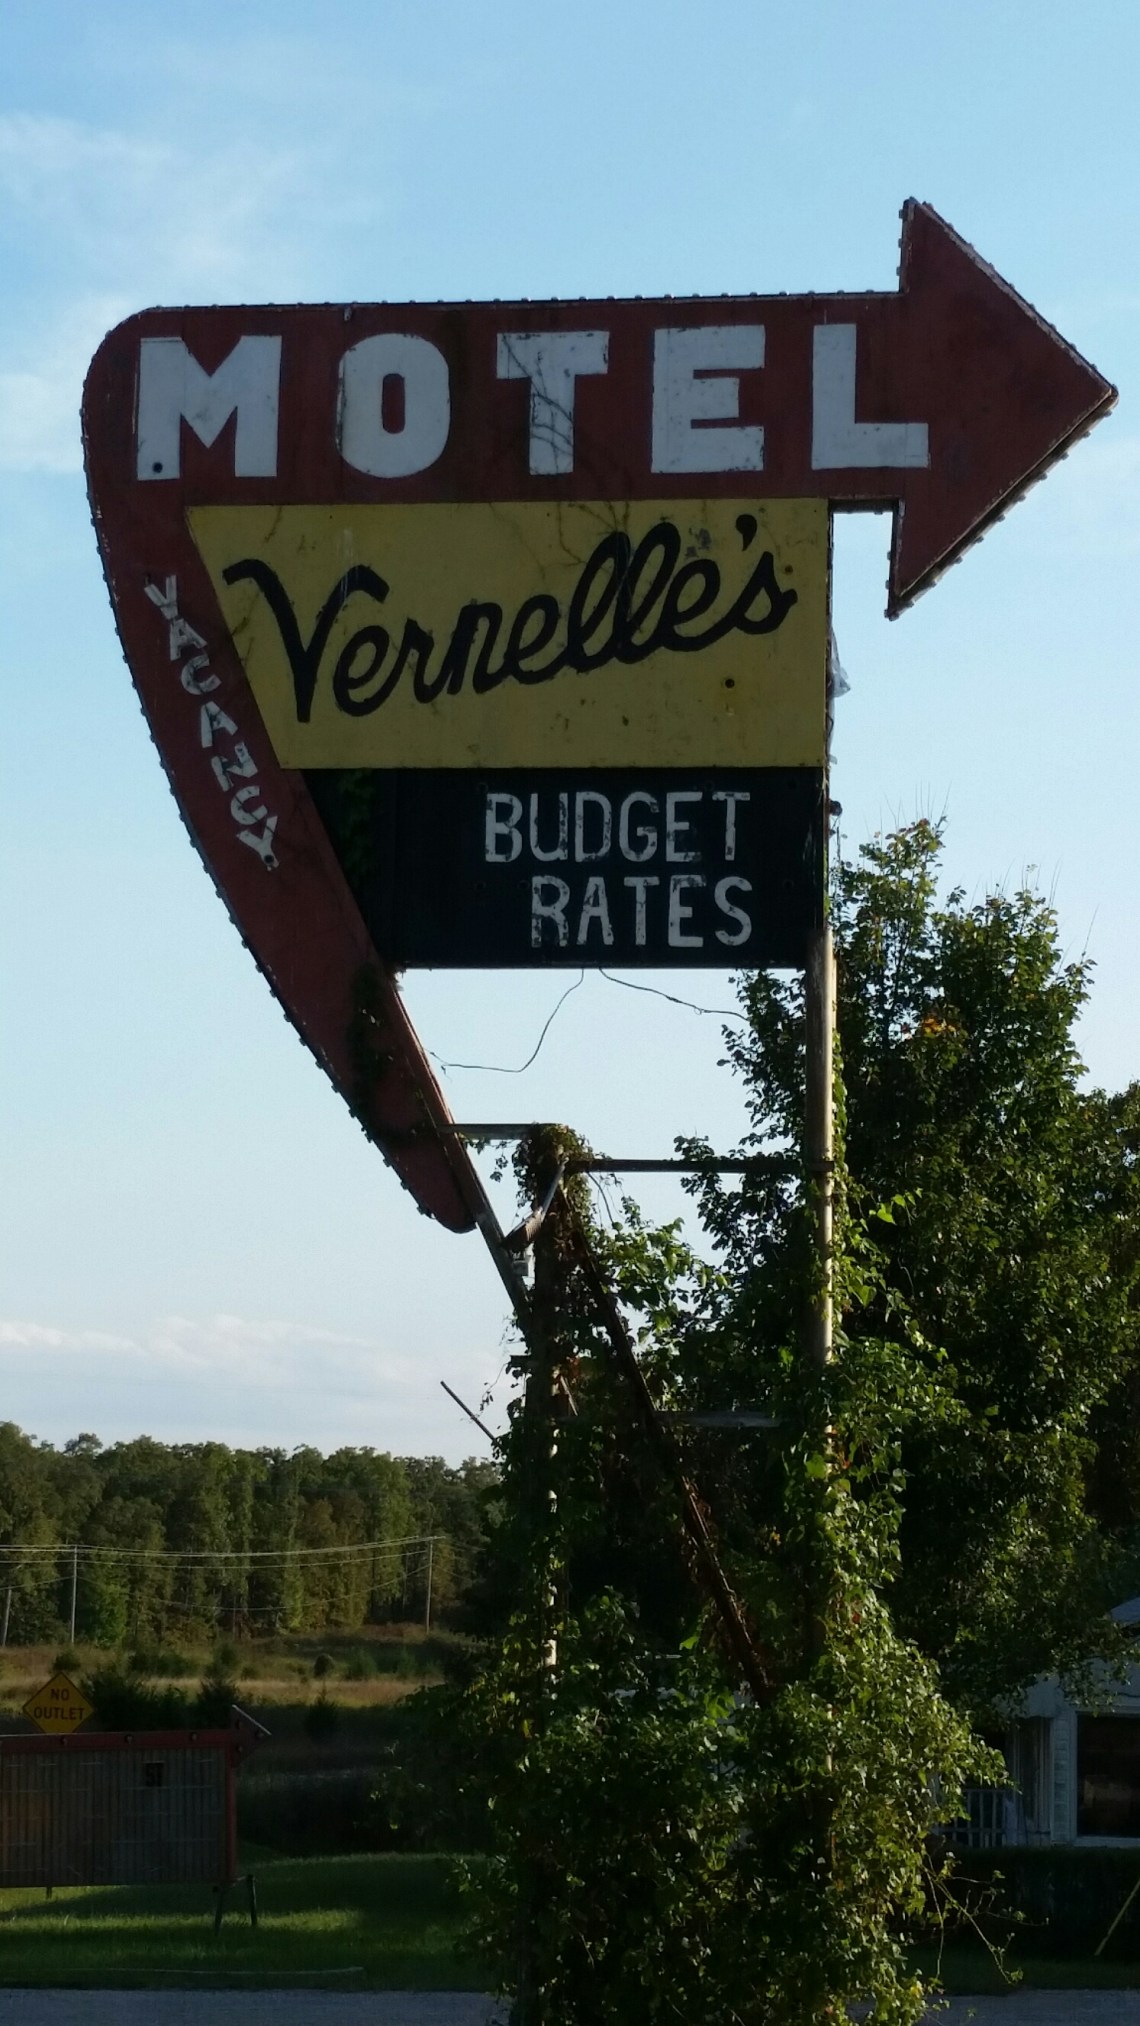 MOTEL
Vernelle's
VACANCY
BUDGET
RATES
NO
OUTLET